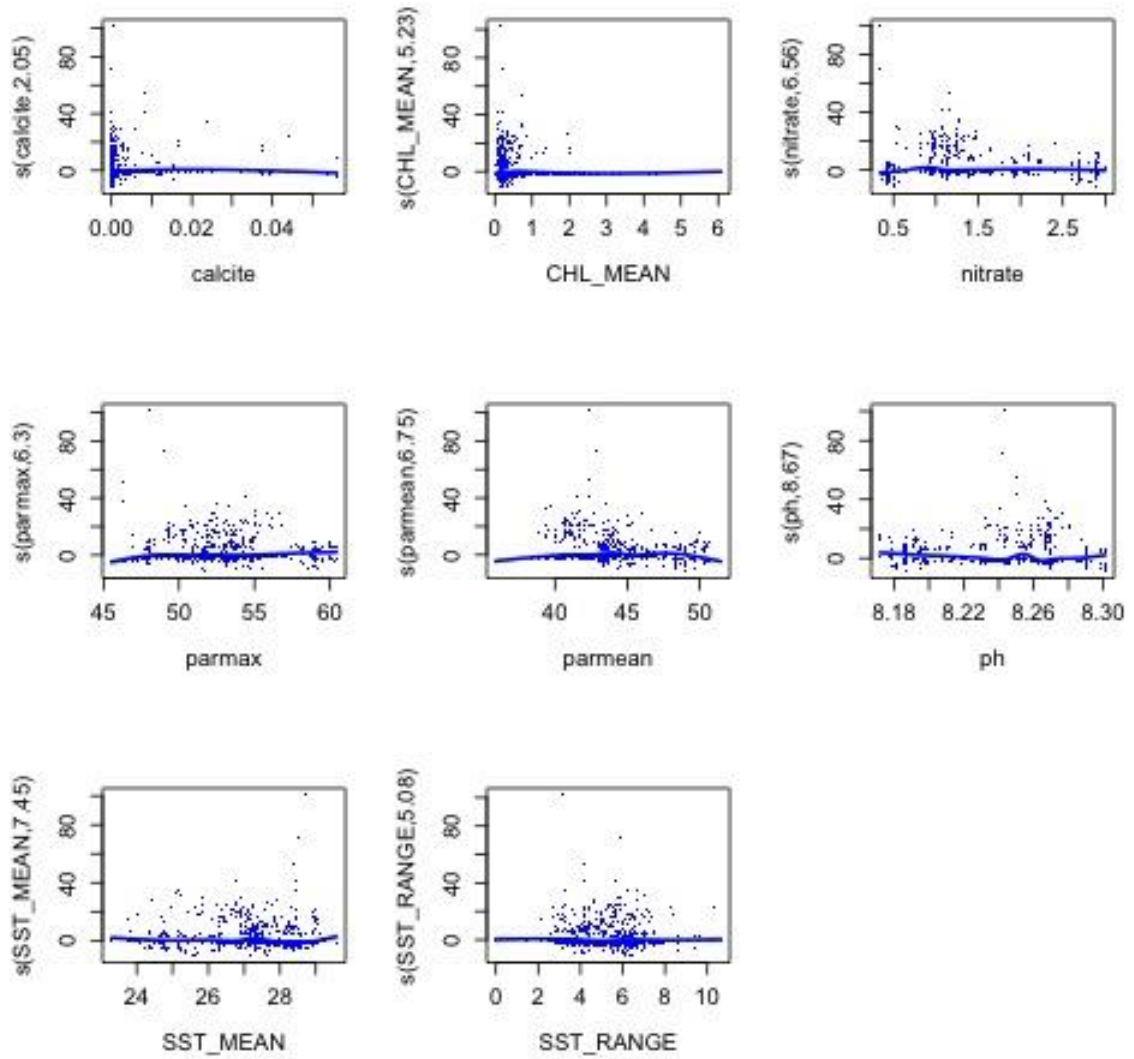 s(calcite,2.05)
80
40
0
0.00 0.02 0.04
calcite
s(CHL_MEAN,5.23)
80
40
0
0 1 2 3 4 5 6
CHL_MEAN
s(nitrate,6.56)
80
40
0
0.5 1.5 2.5
nitrate
s(parmax,6.3)
80
40
0
45 50 55 60
parmax
s(parmean,6.75)
80
40
0
40 45 50
parmean
s(ph,8.67)
80
40
0
8.18 8.22 8.26 8.30
ph
s(SST_MEAN,7.45)
80
40
0
24 26 28
SST_MEAN
s(SST_RANGE,5.08)
80
40
0
0 2 4 6 8 10
SST_RANGE